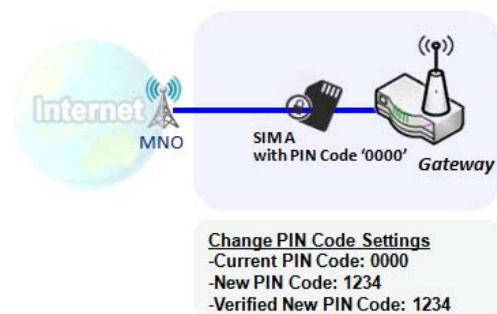 Internet
MNO
SIM A
with PIN Code ‘0000’
Gateway
Change PIN Code Settings
-Current PIN Code: 0000
-New PIN Code: 1234
-Verified New PIN Code: 1234